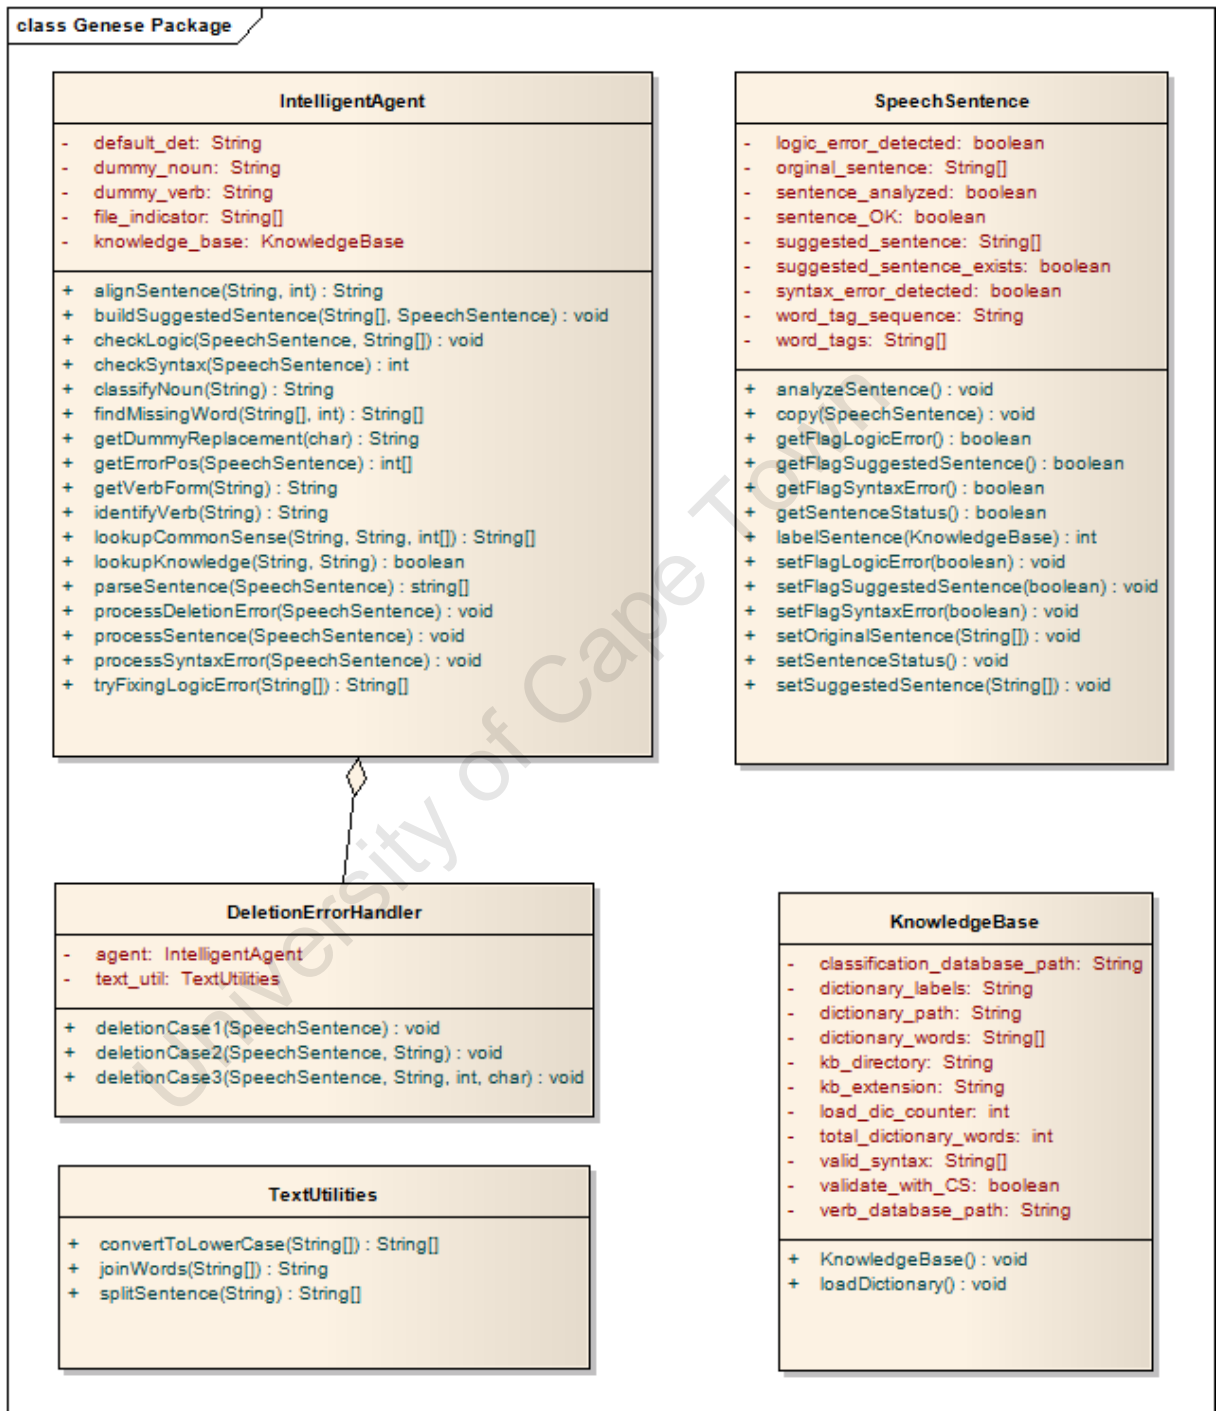 class Genese Package
IntelligentAgent
- default_det: String
- dummy_noun: String
- dummy_verb: String
- file_indicator: String[]
- knowledge_base: KnowledgeBase
+ alignSentence(String, int) : String
+ buildSuggestedSentence(String[], SpeechSentence) : void
+ checkLogic(SpeechSentence, String[]) : void
+ checkSyntax(SpeechSentence) : int
+ classifyNoun(String) : String
+ findMissingWord(String[], int) : String[]
+ getDummyReplacement(char) : String
+ getErrorPos(SpeechSentence) : int[]
+ getVerbForm(String) : String
+ identifyVerb(String) : String
+ lookupCommonSense(String, String, int[]) : String[]
+ lookupKnowledge(String, String) : boolean
+ parseSentence(SpeechSentence) : string[]
+ processDeletionError(SpeechSentence) : void
+ processSentence(SpeechSentence) : void
+ processSyntaxError(SpeechSentence) : void
+ tryFixingLogicError(String[]) : String[]
SpeechSentence
- logic_error_detected: boolean
- orginal_sentence: String[]
- sentence_analyzed: boolean
- sentence_OK: boolean
- suggested_sentence: String[]
- suggested_sentence_exists: boolean
- syntax_error_detected: boolean
- word_tag_sequence: String
- word_tags: String[]
+ analyzeSentence() : void
+ copy(SpeechSentence) : void
+ getFlagLogicError() : boolean
+ getFlagSuggestedSentence() : boolean
+ getFlagSyntaxError() : boolean
+ getSentenceStatus() : boolean
+ labelSentence(KnowledgeBase) : int
+ setFlagLogicError(boolean) : void
+ setFlagSuggestedSentence(boolean) : void
+ setFlagSyntaxError(boolean) : void
+ setOriginalSentence(String[]) : void
+ setSentenceStatus() : void
+ setSuggestedSentence(String[]) : void
DeletionErrorHandler
- agent: IntelligentAgent
- text_util: TextUtilities
+ deletionCase1(SpeechSentence) : void
+ deletionCase2(SpeechSentence, String) : void
+ deletionCase3(SpeechSentence, String, int, char) : void
KnowledgeBase
- classification_database_path: String
- dictionary_labels: String
- dictionary_path: String
- dictionary_words: String[]
- kb_directory: String
- kb_extension: String
- load_dic_counter: int
- total_dictionary_words: int
- valid_syntax: String[]
- validate_with_CS: boolean
- verb_database_path: String
+ KnowledgeBase() : void
+ loadDictionary() : void
TextUtilities
+ convertToLowerCase(String[]) : String[]
+ joinWords(String[]) : String
+ splitSentence(String) : String[]
University of Cape Town